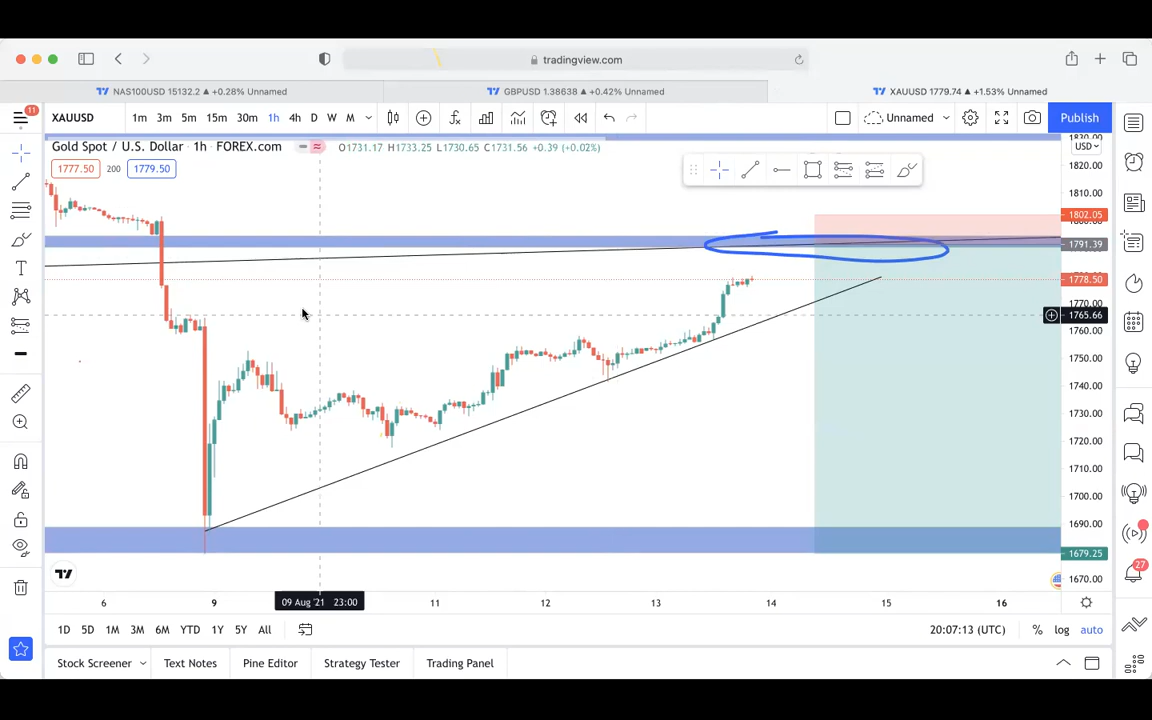 tradingview.com
NAS100USD 15132.2 ▲ +0.28% Unnamed
GBPUSD 1.38638 ▲ +0.42% Unnamed
XAUUSD 1779.74 ▲ +1.53% Unnamed
11
XAUUSD 1m 3m 5m 15m 30m 1h 4h D W M Unnamed Publish
Gold Spot / U.S. Dollar · 1h · FOREX.com O1731.17 H1733.25 L1730.65 C1731.56 +0.39 (+0.02%)
1777.50 200 1779.50
USD
1820.00
1810.00
1802.05
1791.39
1778.50
1770.00
1765.66
1760.00
1750.00
1740.00
1730.00
1720.00
1710.00
1700.00
1690.00
1679.25
1670.00
27
6 9 09 Aug '21 23:00 11 12 13 14 15 16
1D 5D 1M 3M 6M YTD 1Y 5Y All 20:07:13 (UTC) % log auto
Stock Screener Text Notes Pine Editor Strategy Tester Trading Panel